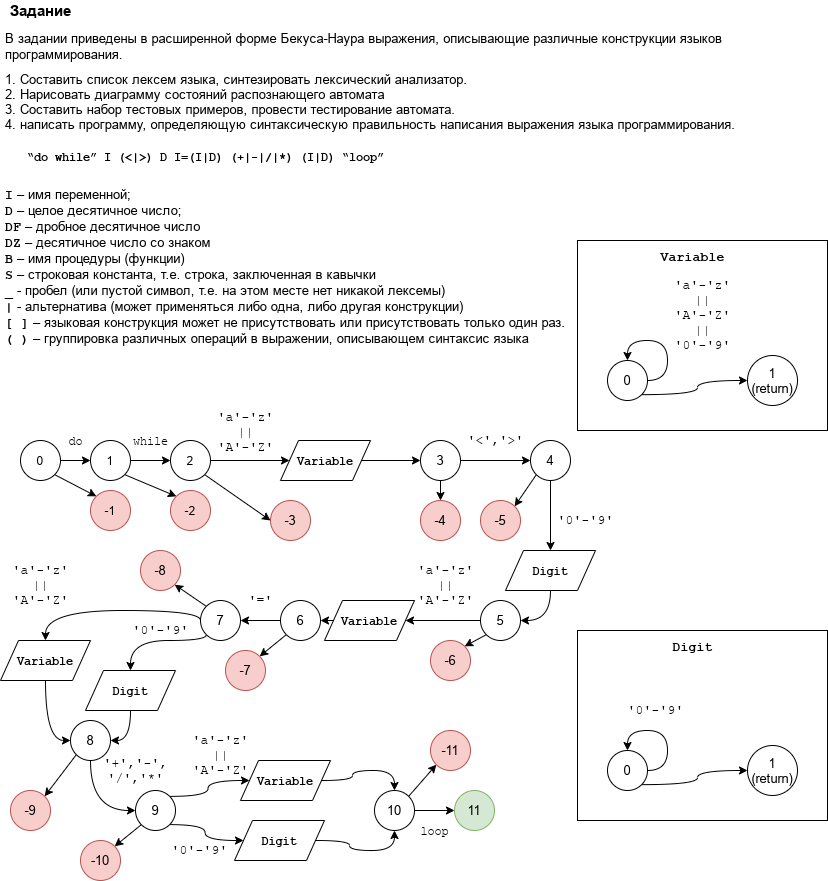 Задание
В задании приведены в расширенной форме Бекуса-Наура выражения, описывающие различные конструкции языков
программирования.
1. Составить список лексем языка, синтезировать лексический анализатор.
2. Нарисовать диаграмму состояний распознающего автомата
3. Составить набор тестовых примеров, провести тестирование автомата.
4. написать программу, определяющую синтаксическую правильность написания выражения языка программирования.
“do while” I (<|>) D I=(I|D) (+|-|/|*) (I|D) “loop”
I – имя переменной;
D – целое десятичное число;
DF – дробное десятичное число
DZ – десятичное число со знаком
B – имя процедуры (функции)
S – строковая константа, т.е. строка, заключенная в кавычки
_ - пробел (или пустой символ, т.е. на этом месте нет никакой лексемы)
| - альтернатива (может применяться либо одна, либо другая конструкции)
[ ] – языковая конструкция может не присутствовать или присутствовать только один раз.
( ) – группировка различных операций в выражении, описывающем синтаксис языка
Variable
'a'-'z'
||
'A'-'Z'
||
'0'-'9'
0
1
(return)
0
do
1
while
2
'a'-'z'
||
'A'-'Z'
Variable
3
'<','>'
4
-1
-2
-3
-4
-5
'0'-'9'
Digit
5
'a'-'z'
||
'A'-'Z'
Variable
6
'='
7
-8
-7
-6
'a'-'z'
||
'A'-'Z'
Variable
'0'-'9'
Digit
8
'+','-',
'/','*'
-9
9
-10
'a'-'z'
||
'A'-'Z'
Variable
'0'-'9'
Digit
10
-11
loop
11
Digit
'0'-'9'
0
1
(return)